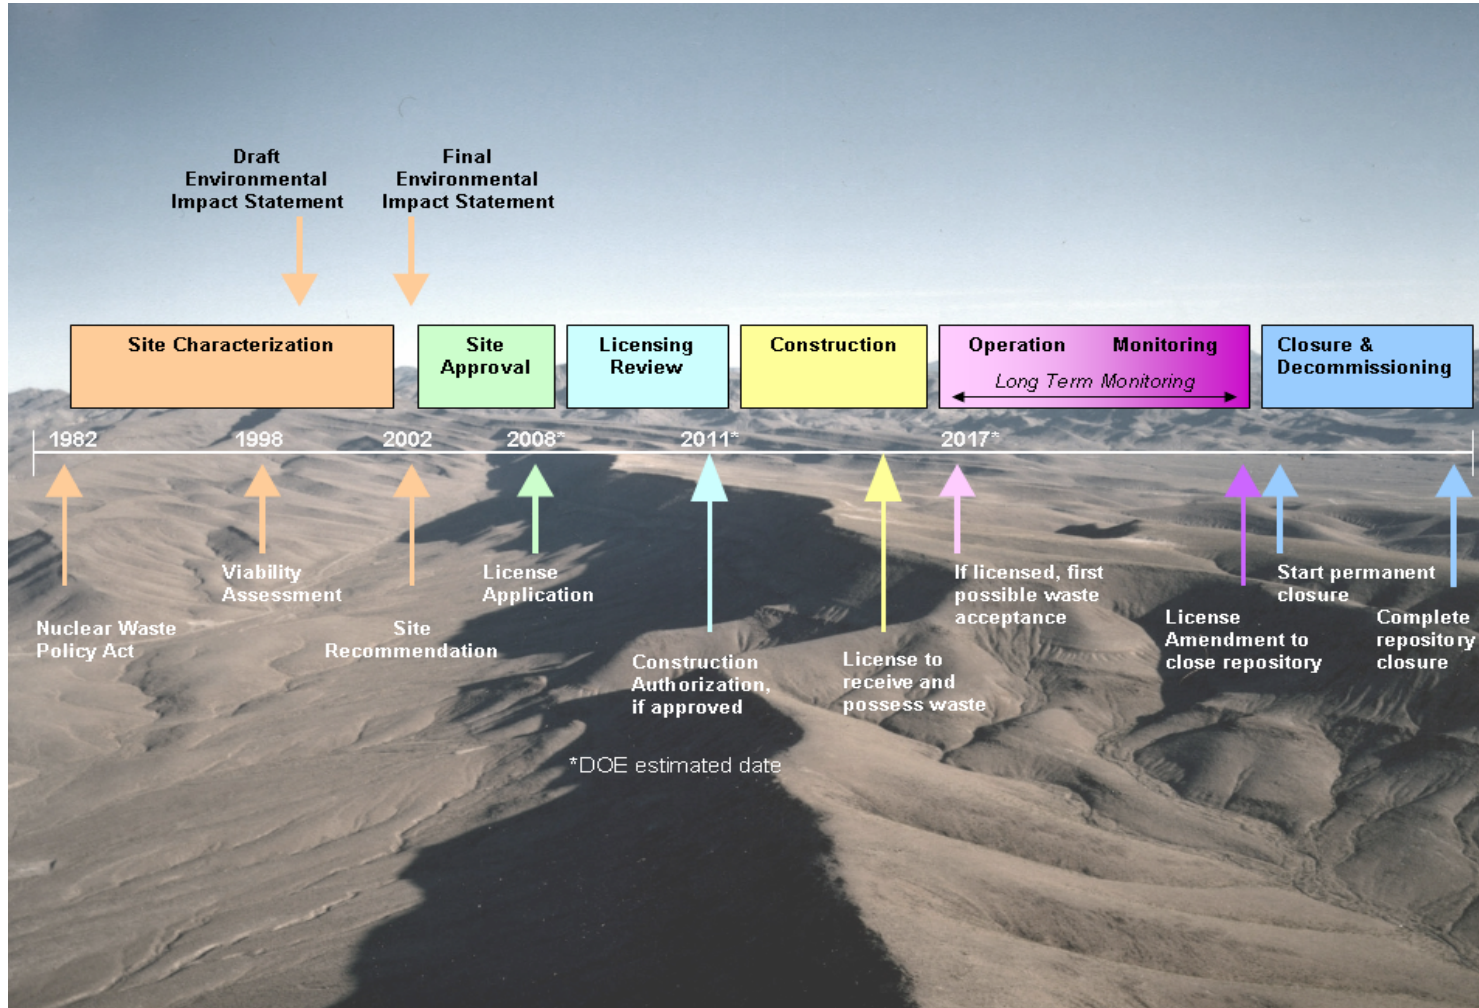 Draft
Environmental
Impact Statement
Final
Environmental
Impact Statement
Site Characterization
Site
Approval
Licensing
Review
Construction
Operation Monitoring
Long Term Monitoring
Closure &
Decommissioning
1982 1998 2002 2008* 2011* 2017*
Nuclear Waste
Policy Act
Viability
Assessment
Site
Recommendation
License
Application
Construction
Authorization,
if approved
License to
receive and
possess waste
If licensed, first
possible waste
acceptance
License
Amendment to
close repository
Start permanent
closure
Complete
repository
closure
*DOE estimated date